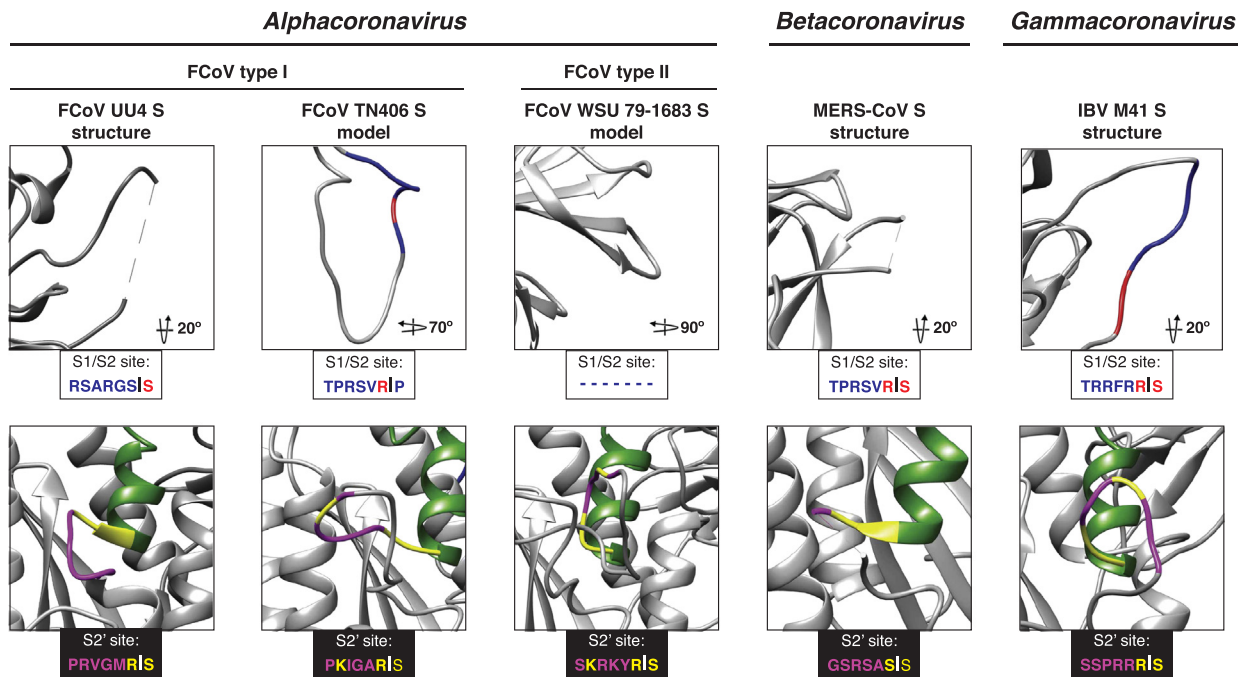 Alphacoronavirus
Betacoronavirus
Gammacoronavirus
FCoV type I
FCoV type II
FCoV UU4 S
structure
FCoV TN406 S
model
FCoV WSU 79-1683 S
model
MERS-CoV S
structure
IBV M41 S
structure
20º
70º
90º
20º
20º
S1/S2 site:
RSARGS|S
S1/S2 site:
TPRSVR|P
S1/S2 site:
-------
S1/S2 site:
TPRSVR|S
S1/S2 site:
TRRFRR|S
S2' site:
PRVGMR|S
S2' site:
PKIGAR|S
S2' site:
SKRKYR|S
S2' site:
GSRSAS|S
S2' site:
SSPRRR|S